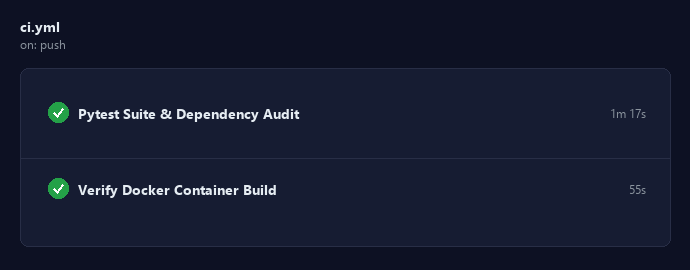 ci.yml
on: push
Pytest Suite & Dependency Audit 1m 17s
Verify Docker Container Build 55s